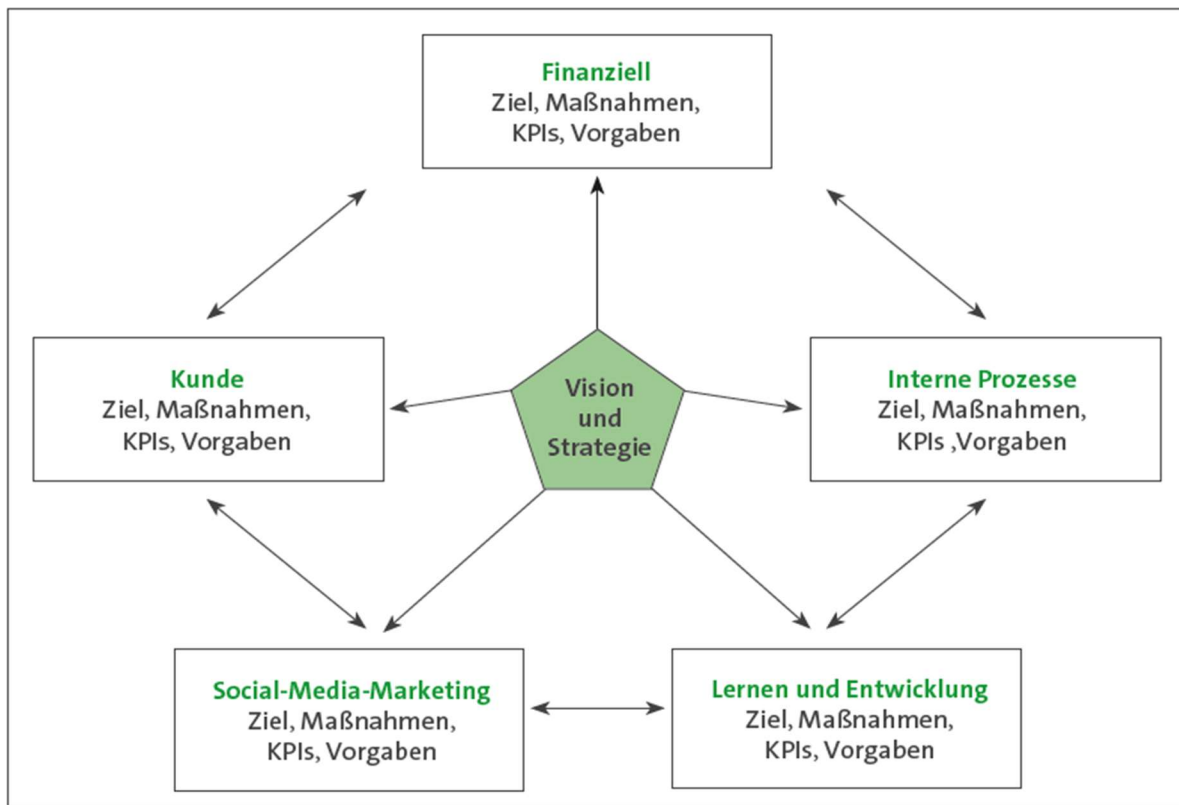 Finanziell
Ziel, Maßnahmen,
KPIs, Vorgaben
Kunde
Ziel, Maßnahmen,
KPIs, Vorgaben
Vision
und
Strategie
Interne Prozesse
Ziel, Maßnahmen,
KPIs ,Vorgaben
Social-Media-Marketing
Ziel, Maßnahmen,
KPIs, Vorgaben
Lernen und Entwicklung
Ziel, Maßnahmen,
KPIs, Vorgaben